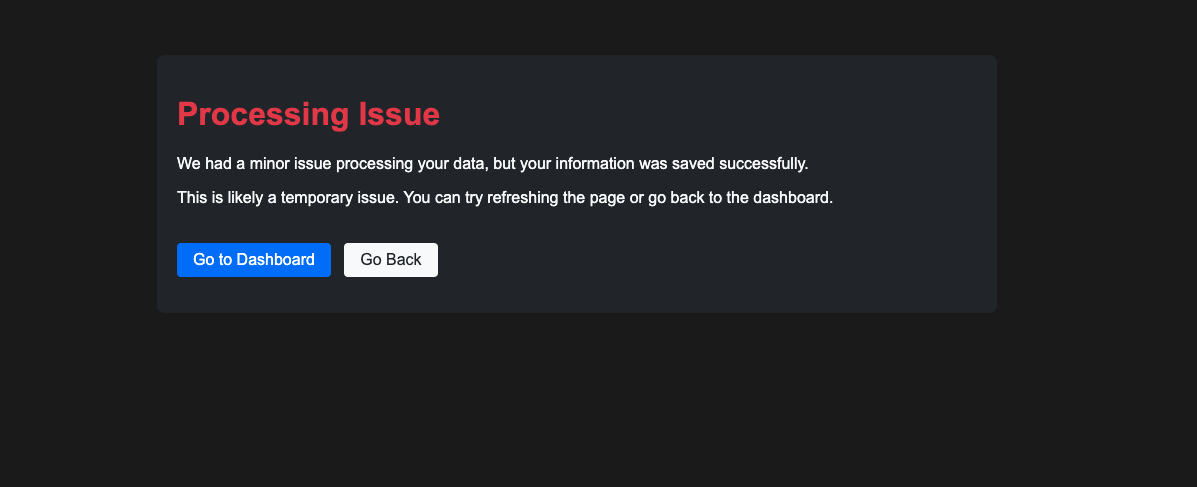 Processing Issue
We had a minor issue processing your data, but your information was saved successfully.
This is likely a temporary issue. You can try refreshing the page or go back to the dashboard.
Go to Dashboard
Go Back